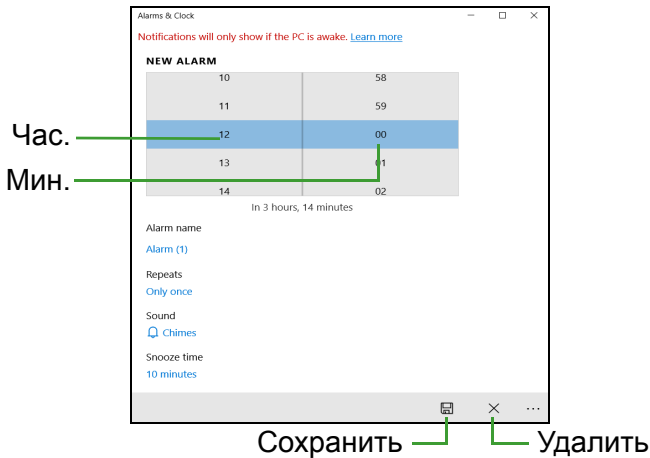 Alarms & Clock
Notifications will only show if the PC is awake. Learn more
NEW ALARM
10 58
11 59
Час.
12 00
13 01
Мин.
14 02
In 3 hours, 14 minutes
Alarm name
Alarm (1)
Repeats
Only once
Sound
Chimes
Snooze time
10 minutes
Сохранить
Удалить